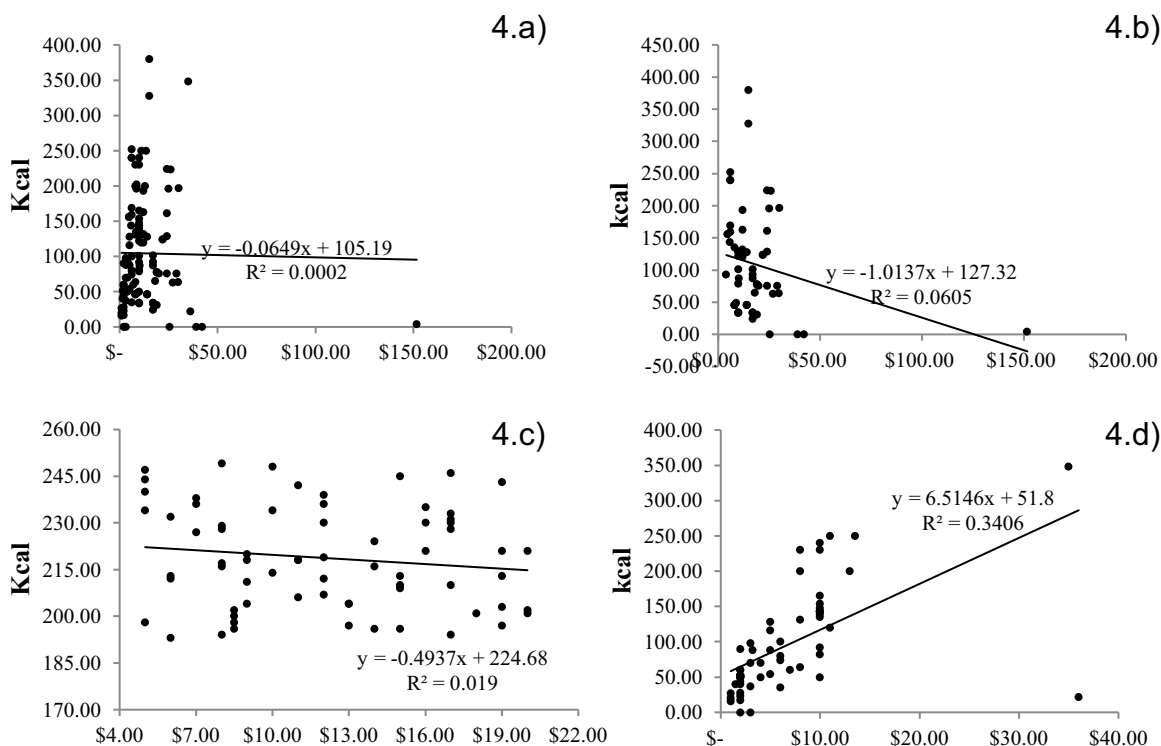 4.a)
Kcal
400.00
350.00
300.00
250.00
200.00
150.00
100.00
50.00
0.00
y = -0.0649x + 105.19
R² = 0.0002
$- $50.00 $100.00 $150.00 $200.00
4.b)
kcal
450.00
400.00
350.00
300.00
250.00
200.00
150.00
100.00
50.00
0.00
-50.00
y = -1.0137x + 127.32
R² = 0.0605
$0.00 $50.00 $100.00 $150.00 $200.00
4.c)
Kcal
260.00
245.00
230.00
215.00
200.00
185.00
170.00
y = -0.4937x + 224.68
R² = 0.019
$4.00 $7.00 $10.00 $13.00 $16.00 $19.00 $22.00
4.d)
kcal
400.00
350.00
300.00
250.00
200.00
150.00
100.00
50.00
0.00
y = 6.5146x + 51.8
R² = 0.3406
$- $10.00 $20.00 $30.00 $40.00